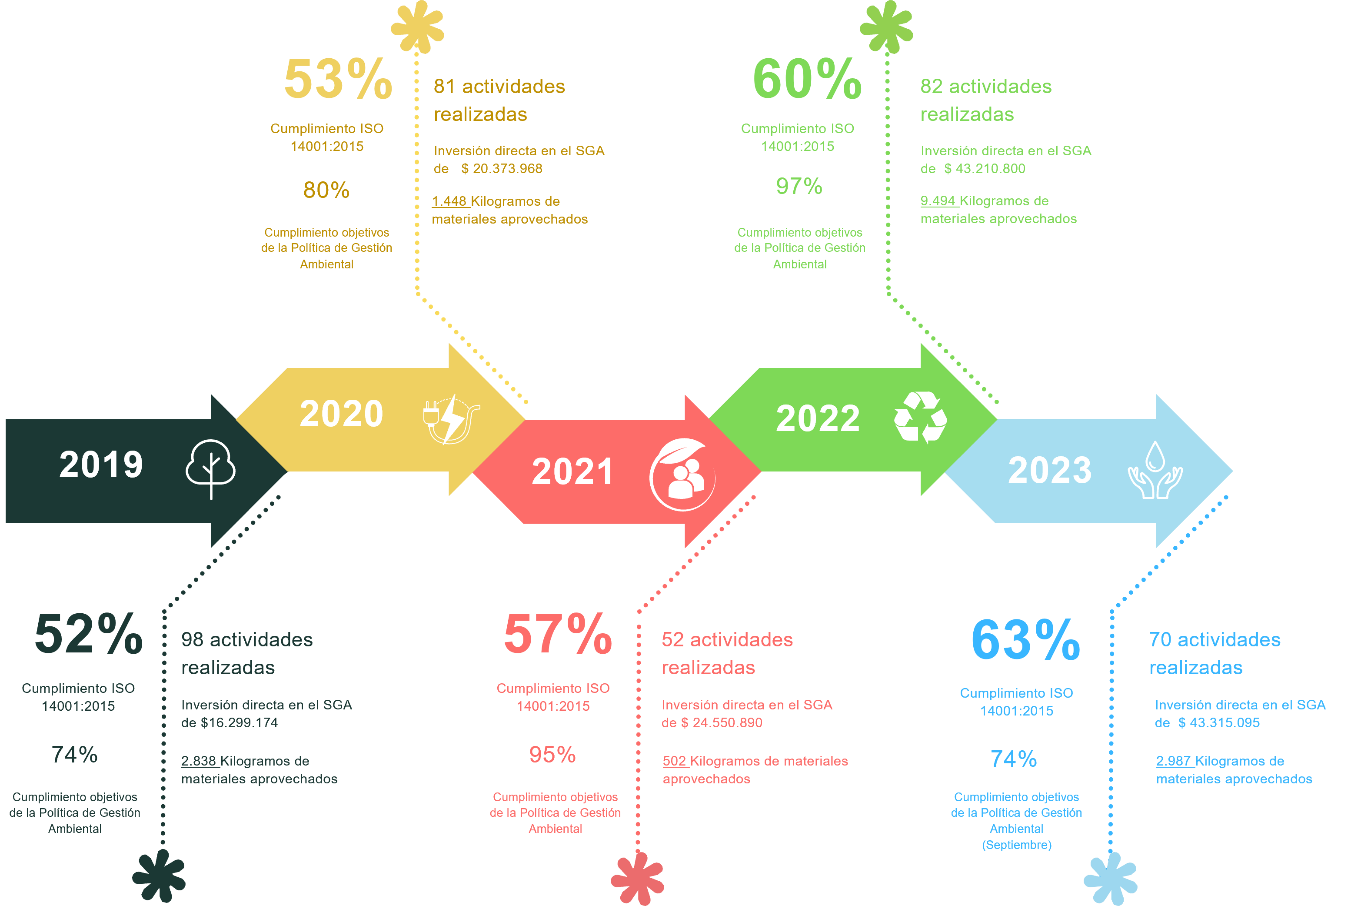 53%
Cumplimiento ISO
14001:2015
80%
Cumplimiento objetivos
de la Política de Gestión
Ambiental
81 actividades
realizadas
Inversión directa en el SGA
de $ 20.373.968
1.448 Kilogramos de
materiales aprovechados
60%
Cumplimiento ISO
14001:2015
97%
Cumplimiento objetivos
de la Política de Gestión
Ambiental
82 actividades
realizadas
Inversión directa en el SGA
de $ 43.210.800
9.494 Kilogramos de
materiales aprovechados
2019
2020
2021
2022
2023
52%
Cumplimiento ISO
14001:2015
74%
Cumplimiento objetivos
de la Política de Gestión
Ambiental
98 actividades
realizadas
Inversión directa en el SGA
de $16.299.174
2.838 Kilogramos de
materiales aprovechados
57%
Cumplimiento ISO
14001:2015
95%
Cumplimiento objetivos
de la Política de Gestión
Ambiental
52 actividades
realizadas
Inversión directa en el SGA
de $ 24.550.890
502 Kilogramos de materiales
aprovechados
63%
Cumplimiento ISO
14001:2015
74%
Cumplimiento objetivos
de la Política de Gestión
Ambiental
(Septiembre)
70 actividades
realizadas
Inversión directa en el SGA
de $ 43.315.095
2.987 Kilogramos de
materiales aprovechados